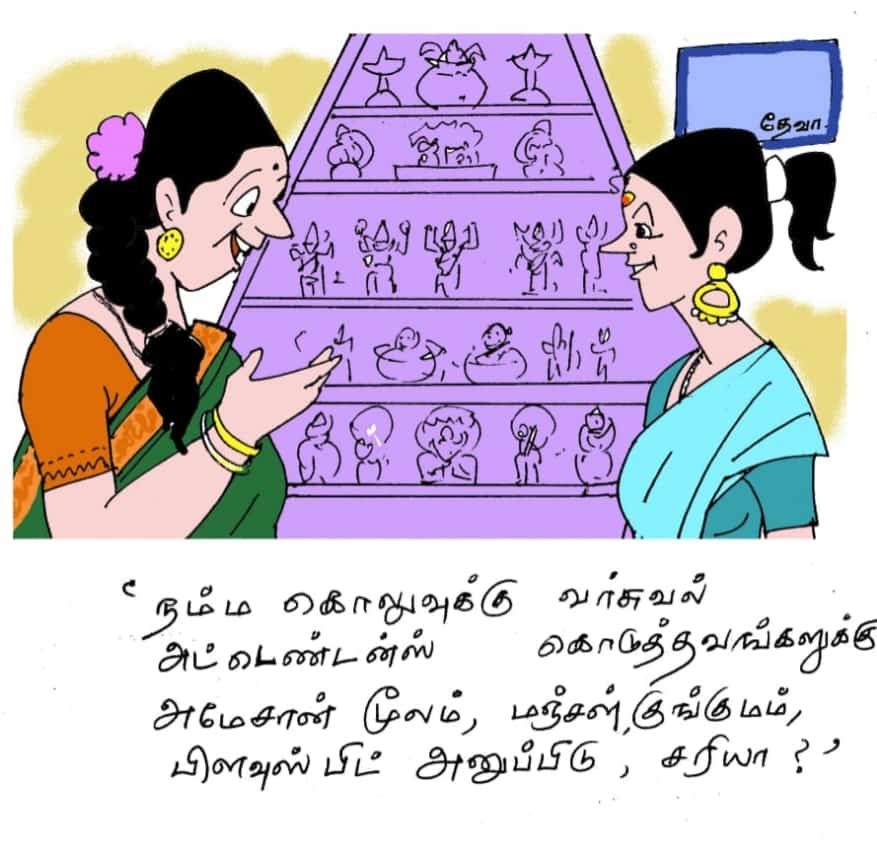 தேவா
‘நம்ம கொலுவுக்கு வர்சுவல்
அட்டெண்டன்ஸ் கொடுத்தவங்களுக்கு
அமேசான் மூலம், மஞ்சள், குங்குமம்,
பிளவுஸ் பிட் அனுப்பிடு, சரியா?’